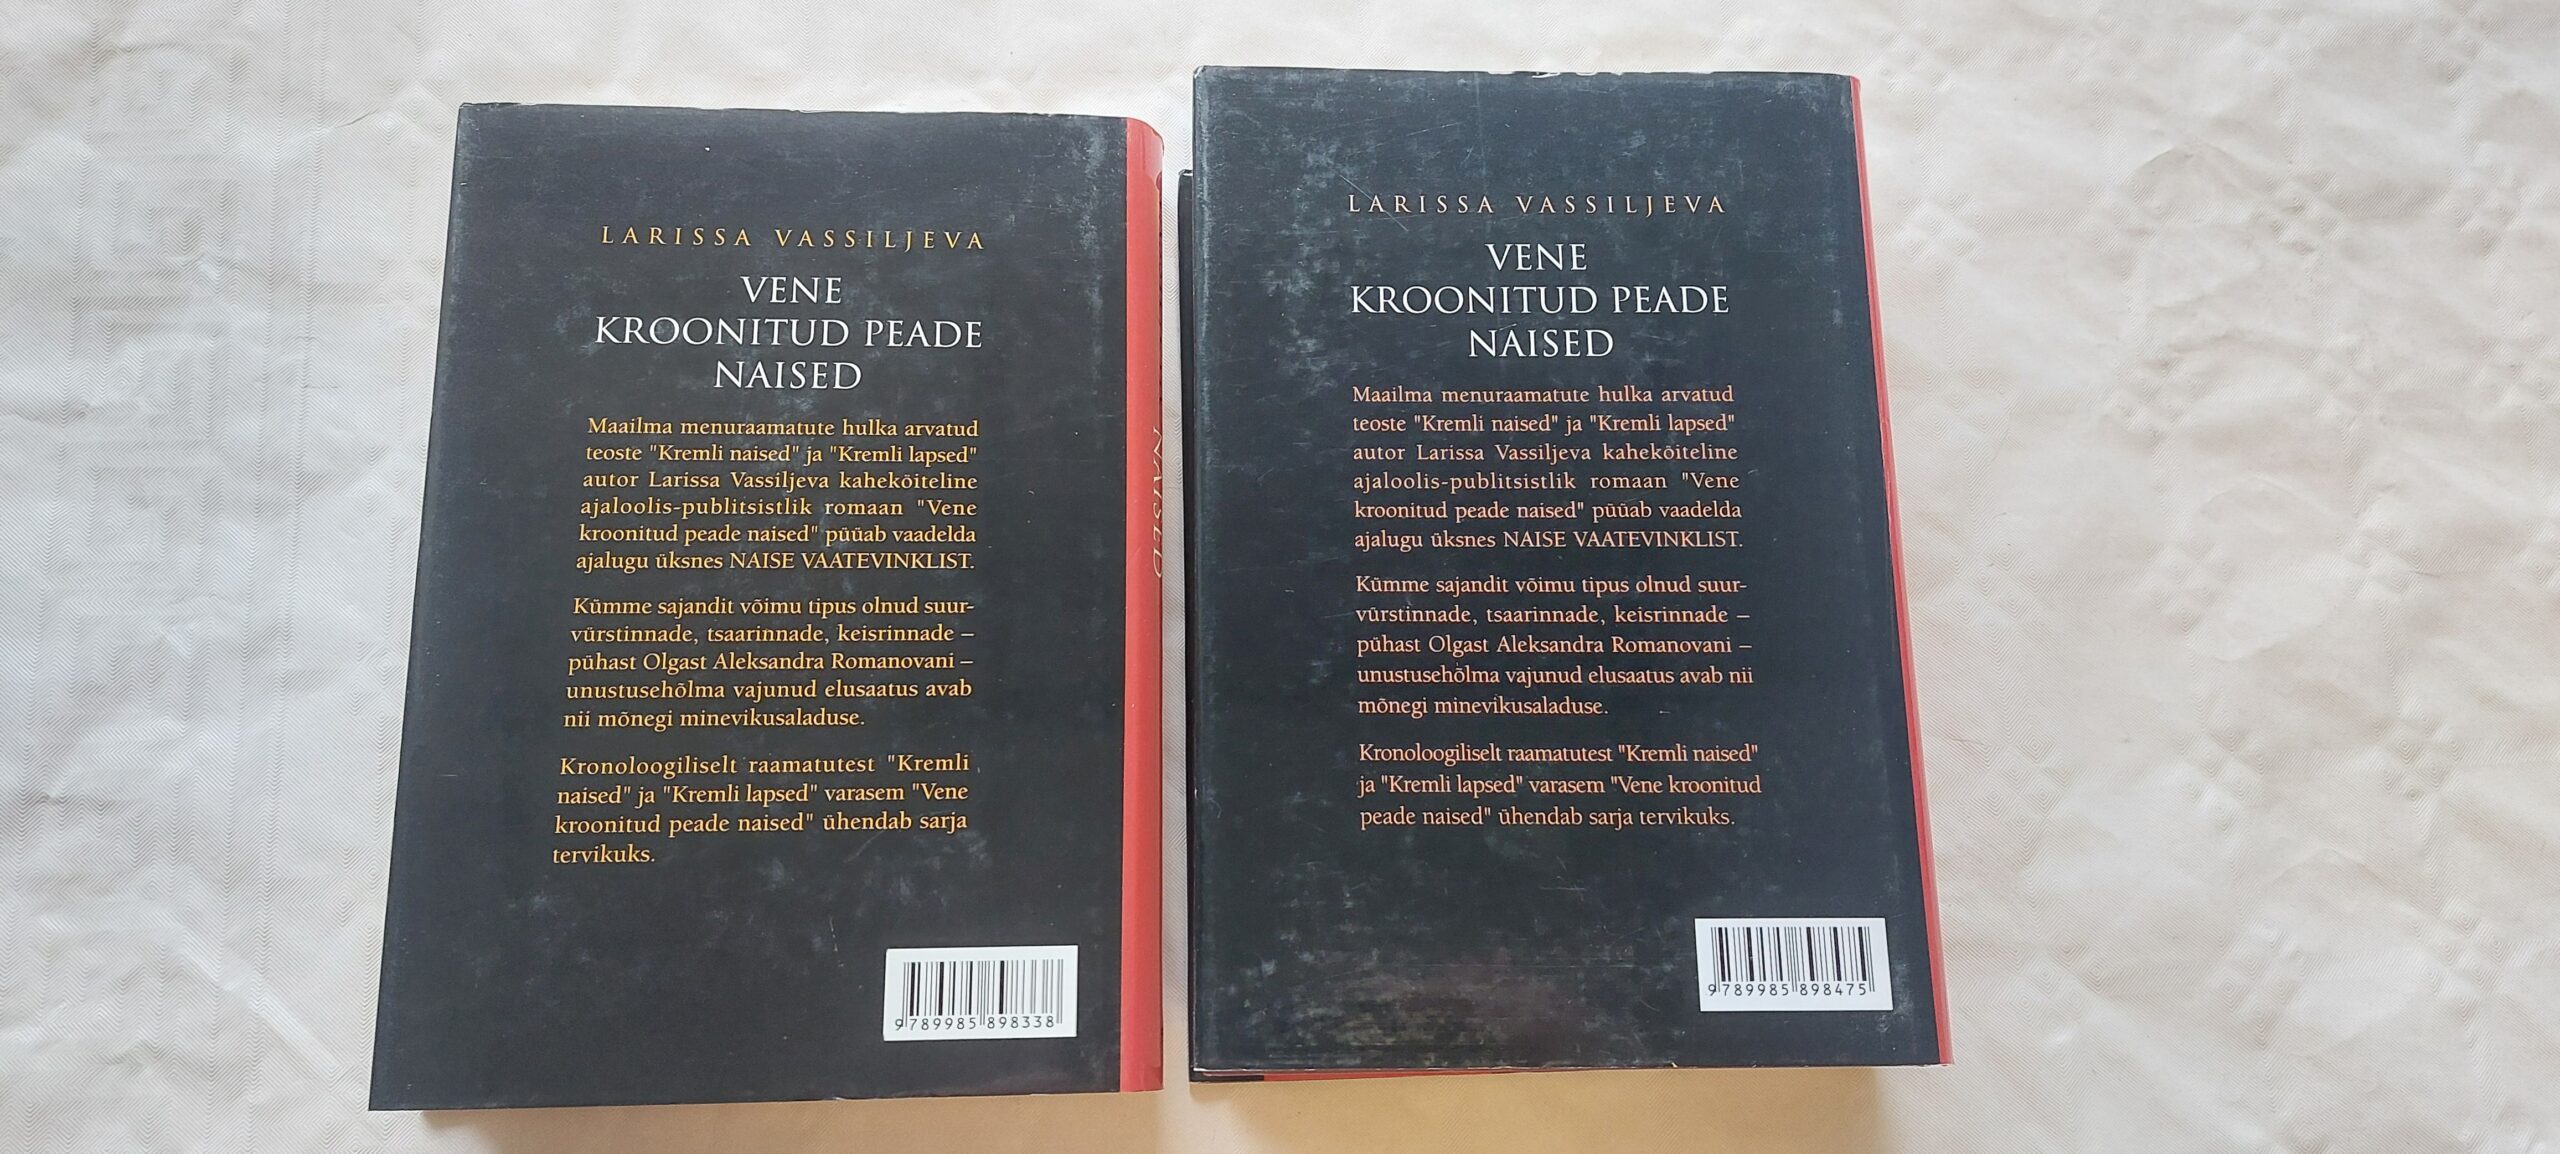 LARISSA VASSILJEVA
VENE
KROONITUD PEADE
NAISED
Maailma menuraamatute hulka arvatud
teoste "Kremli naised" ja "Kremli lapsed"
autor Larissa Vassiljeva kaheköiteline
ajaloolis-publitsistlik romaan "Vene
kroonitud peade naised" püüab vaadelda
ajalugu üksnes NAISE VAATEVINKLIST.
Kümme sajandit võimu tipus olnud suur-
vürstinnade, tsaarinnade, keisrinnade –
pühast Olgast Aleksandra Romanovani –
unustusehõlma vajunud elusaatus avab
nii mõnegi minevikusaladuse.
Kronoloogiliselt raamatutest "Kremli
naised" ja "Kremli lapsed" varasem "Vene
kroonitud peade naised" ühendab sarja
tervikuks.
9 789985 898338
NAISED
LARISSA VASSILJEVA
VENE
KROONITUD PEADE
NAISED
Maailma menuraamatute hulka arvatud
teoste "Kremli naised" ja "Kremli lapsed"
autor Larissa Vassiljeva kaheköiteline
ajaloolis-publitsistlik romaan "Vene
kroonitud peade naised" püüab vaadelda
ajalugu üksnes NAISE VAATEVINKLIST.
Kümme sajandit võimu tipus olnud suur-
vürstinnade, tsaarinnade, keisrinnade –
pühast Olgast Aleksandra Romanovani –
unustusehõlma vajunud elusaatus avab nii
mõnegi minevikusaladuse.
Kronoloogiliselt raamatutest "Kremli naised"
ja "Kremli lapsed" varasem "Vene kroonitud
peade naised" ühendab sarja tervikuks.
9 789985 898475